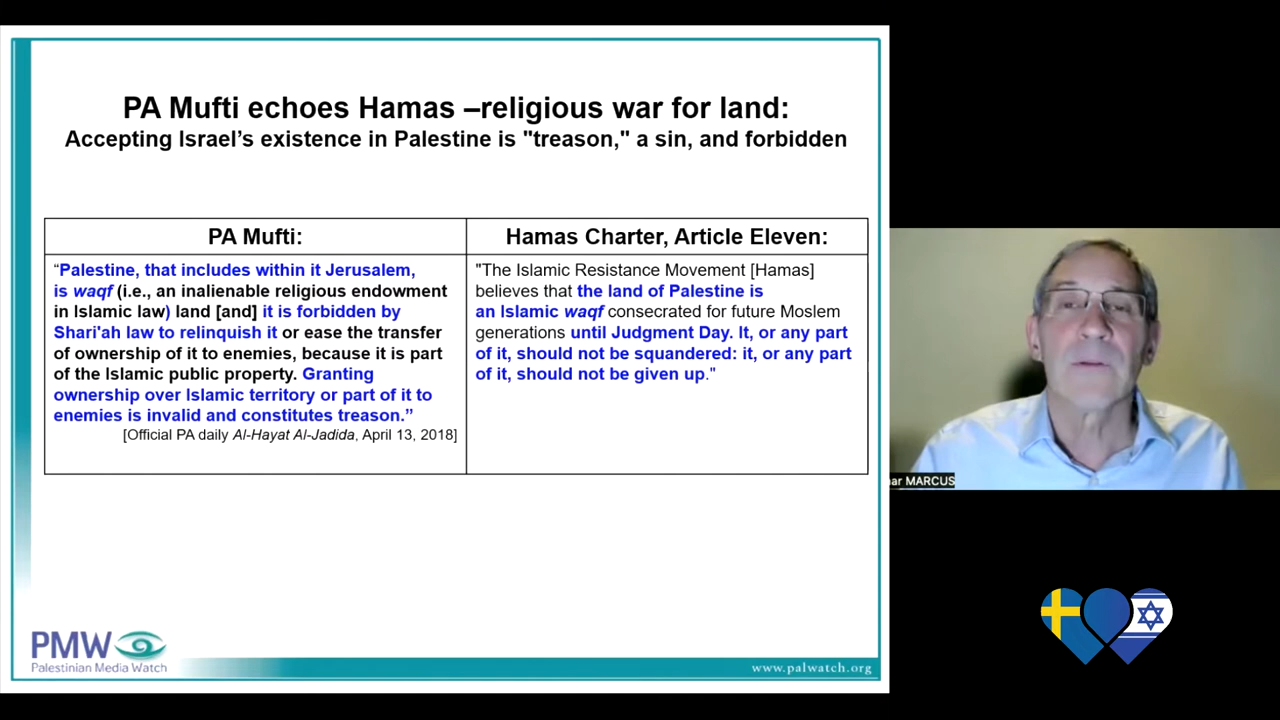 PA Mufti echoes Hamas –religious war for land:
Accepting Israel's existence in Palestine is "treason," a sin, and forbidden
PA Mufti:
“Palestine, that includes within it Jerusalem,
is waqf (i.e., an inalienable religious endowment
in Islamic law) land [and] it is forbidden by
Shari'ah law to relinquish it or ease the transfer
of ownership of it to enemies, because it is part
of the Islamic public property. Granting
ownership over Islamic territory or part of it to
enemies is invalid and constitutes treason.”
[Official PA daily Al-Hayat Al-Jadida, April 13, 2018]
Hamas Charter, Article Eleven:
"The Islamic Resistance Movement [Hamas]
believes that the land of Palestine is
an Islamic waqf consecrated for future Moslem
generations until Judgment Day. It, or any part
of it, should not be squandered: it, or any part
of it, should not be given up."
ar MARCUS
PMW
Palestinian Media Watch
www.palwatch.org